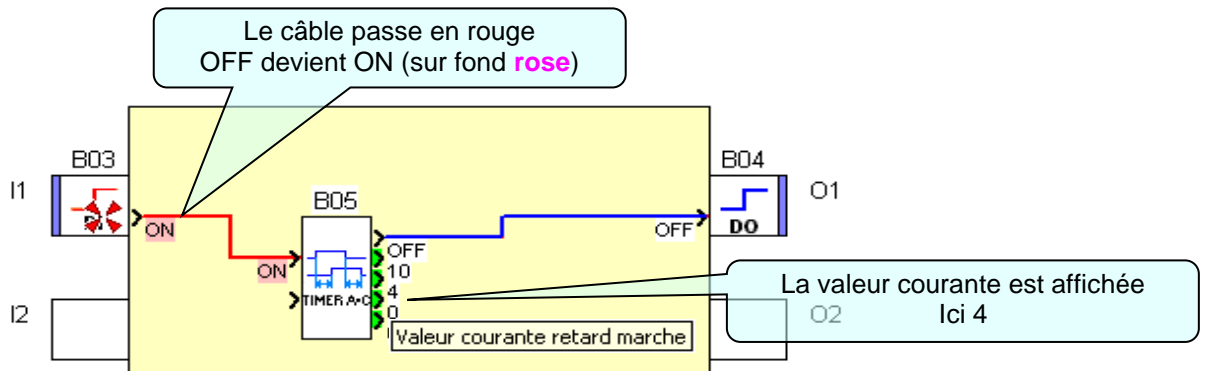 Le câble passe en rouge
OFF devient ON (sur fond rose)
B03
B04
I1
O1
B05
ON
OFF
DO
OFF
ON
10
TIMER A-C
4
La valeur courante est affichée
Ici 4
0
I2
O2
Valeur courante retard marche